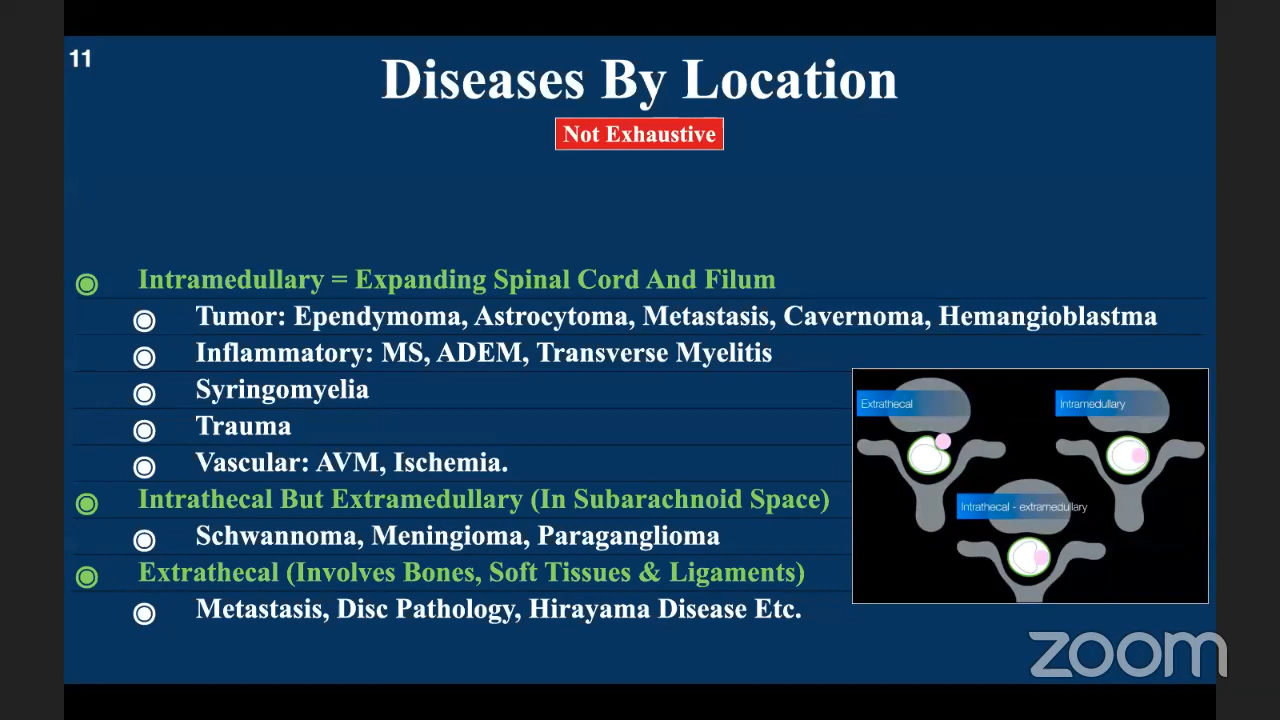 11
Diseases By Location
Not Exhaustive
Intramedullary = Expanding Spinal Cord And Filum
Tumor: Ependymoma, Astrocytoma, Metastasis, Cavernoma, Hemangioblastma
Inflammatory: MS, ADEM, Transverse Myelitis
Syringomyelia
Trauma
Vascular: AVM, Ischemia.
Intrathecal But Extramedullary (In Subarachnoid Space)
Schwannoma, Meningioma, Paraganglioma
Extrathecal (Involves Bones, Soft Tissues & Ligaments)
Metastasis, Disc Pathology, Hirayama Disease Etc.
Extrathecal
Intramedullary
Intrathecal - extramedullary
zoom